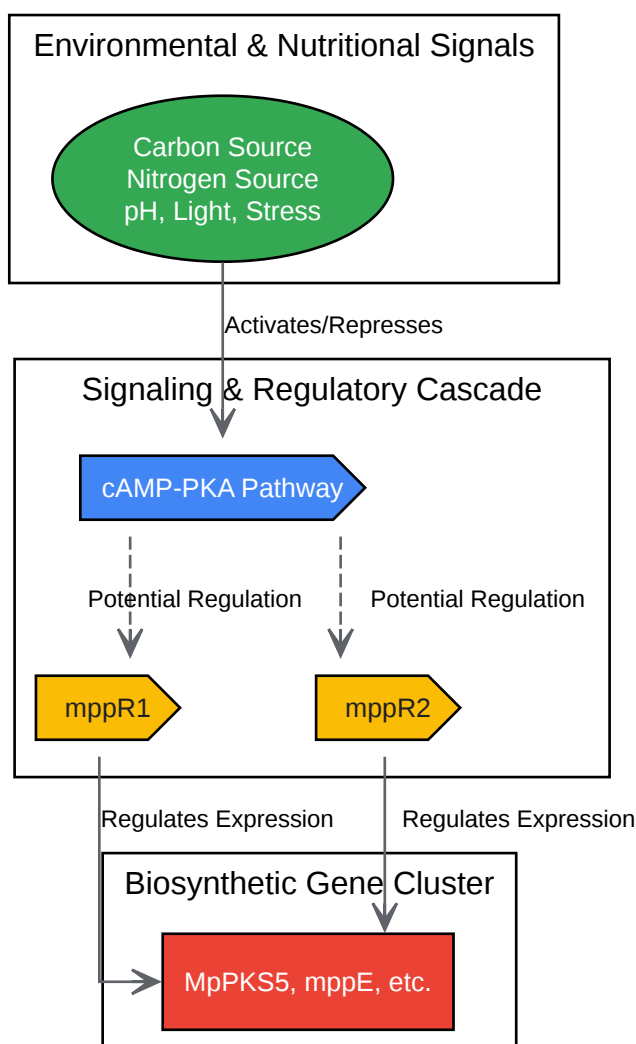 Environmental & Nutritional Signals
Carbon Source
Nitrogen Source
pH, Light, Stress
Activates/Represses
Signaling & Regulatory Cascade
cAMP-PKA Pathway
Potential Regulation
Potential Regulation
mppR1
mppR2
Regulates Expression
Regulates Expression
Biosynthetic Gene Cluster
MpPKS5, mppE, etc.